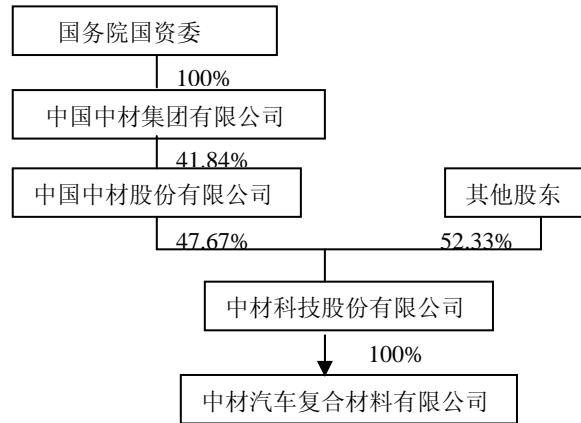 国务院国资委
100%
中国中材集团有限公司
41.84%
中国中材股份有限公司
其他股东
47.67%
52.33%
中材科技股份有限公司
100%
中材汽车复合材料有限公司